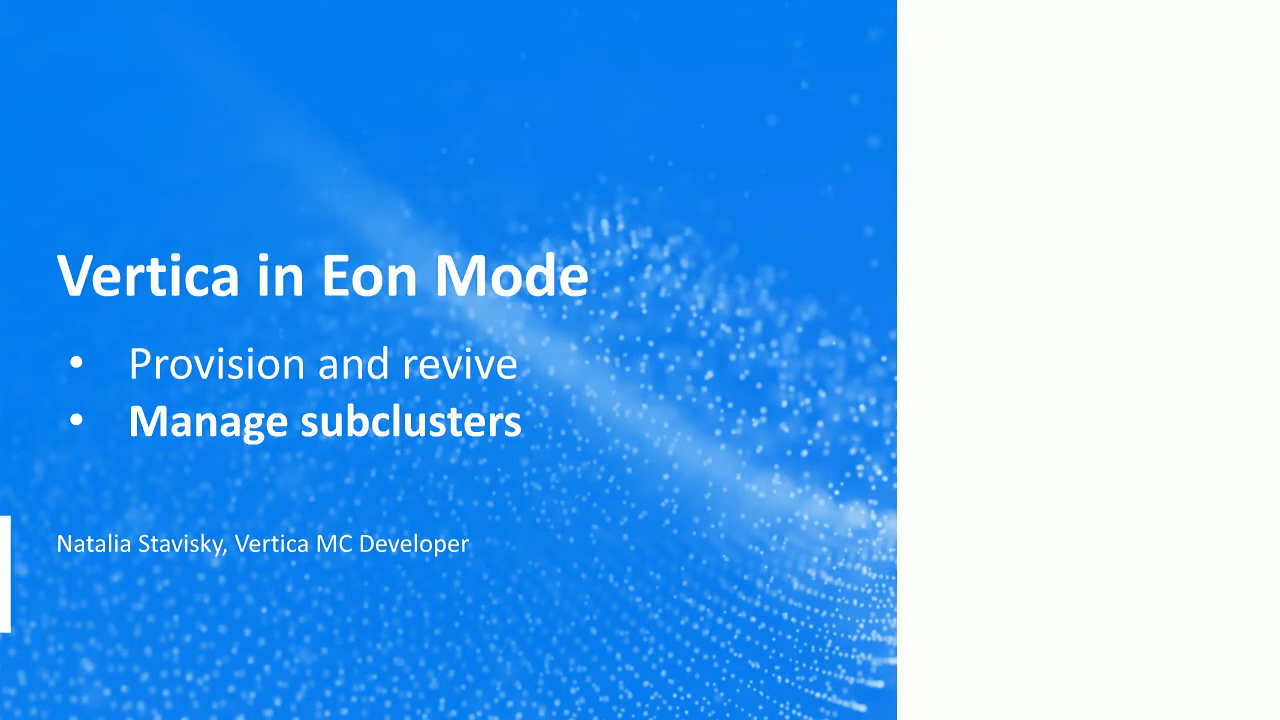 Vertica in Eon Mode
• Provision and revive
• Manage subclusters
Natalia Stavisky, Vertica MC Developer